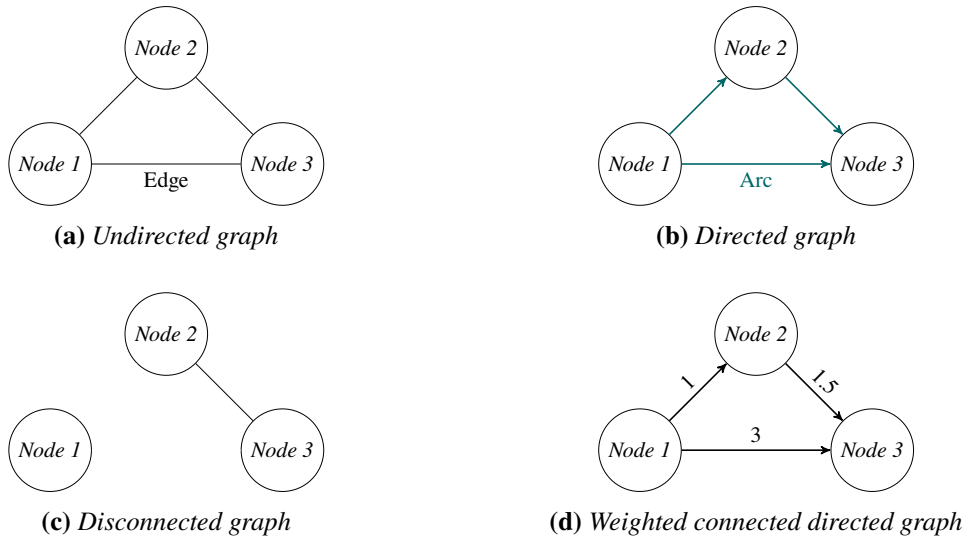 Node 2
Node 1
Node 3
Edge
(a) Undirected graph
Node 2
Node 1
Node 3
Arc
(b) Directed graph
Node 2
Node 1
Node 3
(c) Disconnected graph
Node 2
1
1.5
Node 1
3
Node 3
(d) Weighted connected directed graph